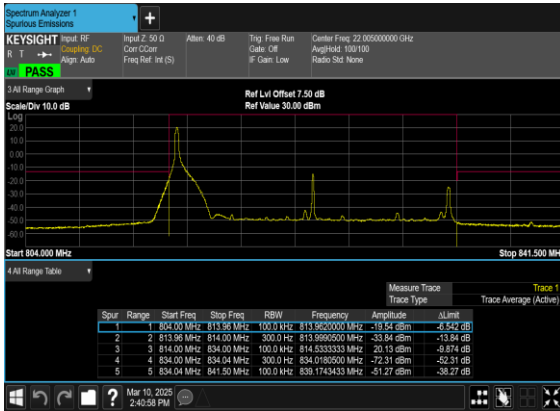 Spectrum Analyzer 1
Spurious Emissions
KEYSIGHT
R T
LXI PASS
Input: RF
Coupling: DC
Align: Auto
Input Z: 50 Ω
Corr CCorr
Freq Ref: Int (S)
Atten: 40 dB
Trig: Free Run
Gate: Off
IF Gain: Low
Center Freq: 22.005000000 GHz
Avg|Hold: 100/100
Radio Std: None
3 All Range Graph
Scale/Div 10.0 dB
Ref Lvl Offset 7.50 dB
Ref Value 30.00 dBm
Log
20.0
10.0
0.00
-10.0
-20.0
-30.0
-40.0
-50.0
-60.0
Start 804.000 MHz
Stop 841.500 MH
4 All Range Table
Measure Trace Trace 1
Trace Type Trace Average (Active)
Spur Range Start Freq Stop Freq RBW Frequency Amplitude ΔLimit
1 1 804.00 MHz 813.96 MHz 100.0 kHz 813.9620000 MHz -19.54 dBm -6.542 dB
2 2 813.96 MHz 814.00 MHz 300.0 Hz 813.9990500 MHz -33.84 dBm -13.84 dB
3 3 814.00 MHz 834.00 MHz 100.0 kHz 814.5333333 MHz 20.13 dBm -9.874 dB
4 4 834.00 MHz 834.04 MHz 300.0 Hz 834.0180500 MHz -72.31 dBm -52.31 dB
5 5 834.04 MHz 841.50 MHz 100.0 kHz 839.1743433 MHz -51.27 dBm -38.27 dB
?
Mar 10, 2025
2:40:58 PM